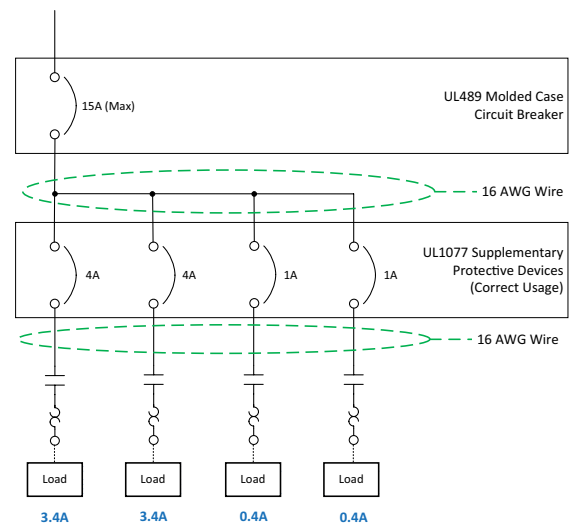 15A (Max)
UL489 Molded Case
Circuit Breaker
16 AWG Wire
4A
4A
1A
1A
UL1077 Supplementary
Protective Devices
(Correct Usage)
16 AWG Wire
Load
Load
Load
Load
3.4A
3.4A
0.4A
0.4A